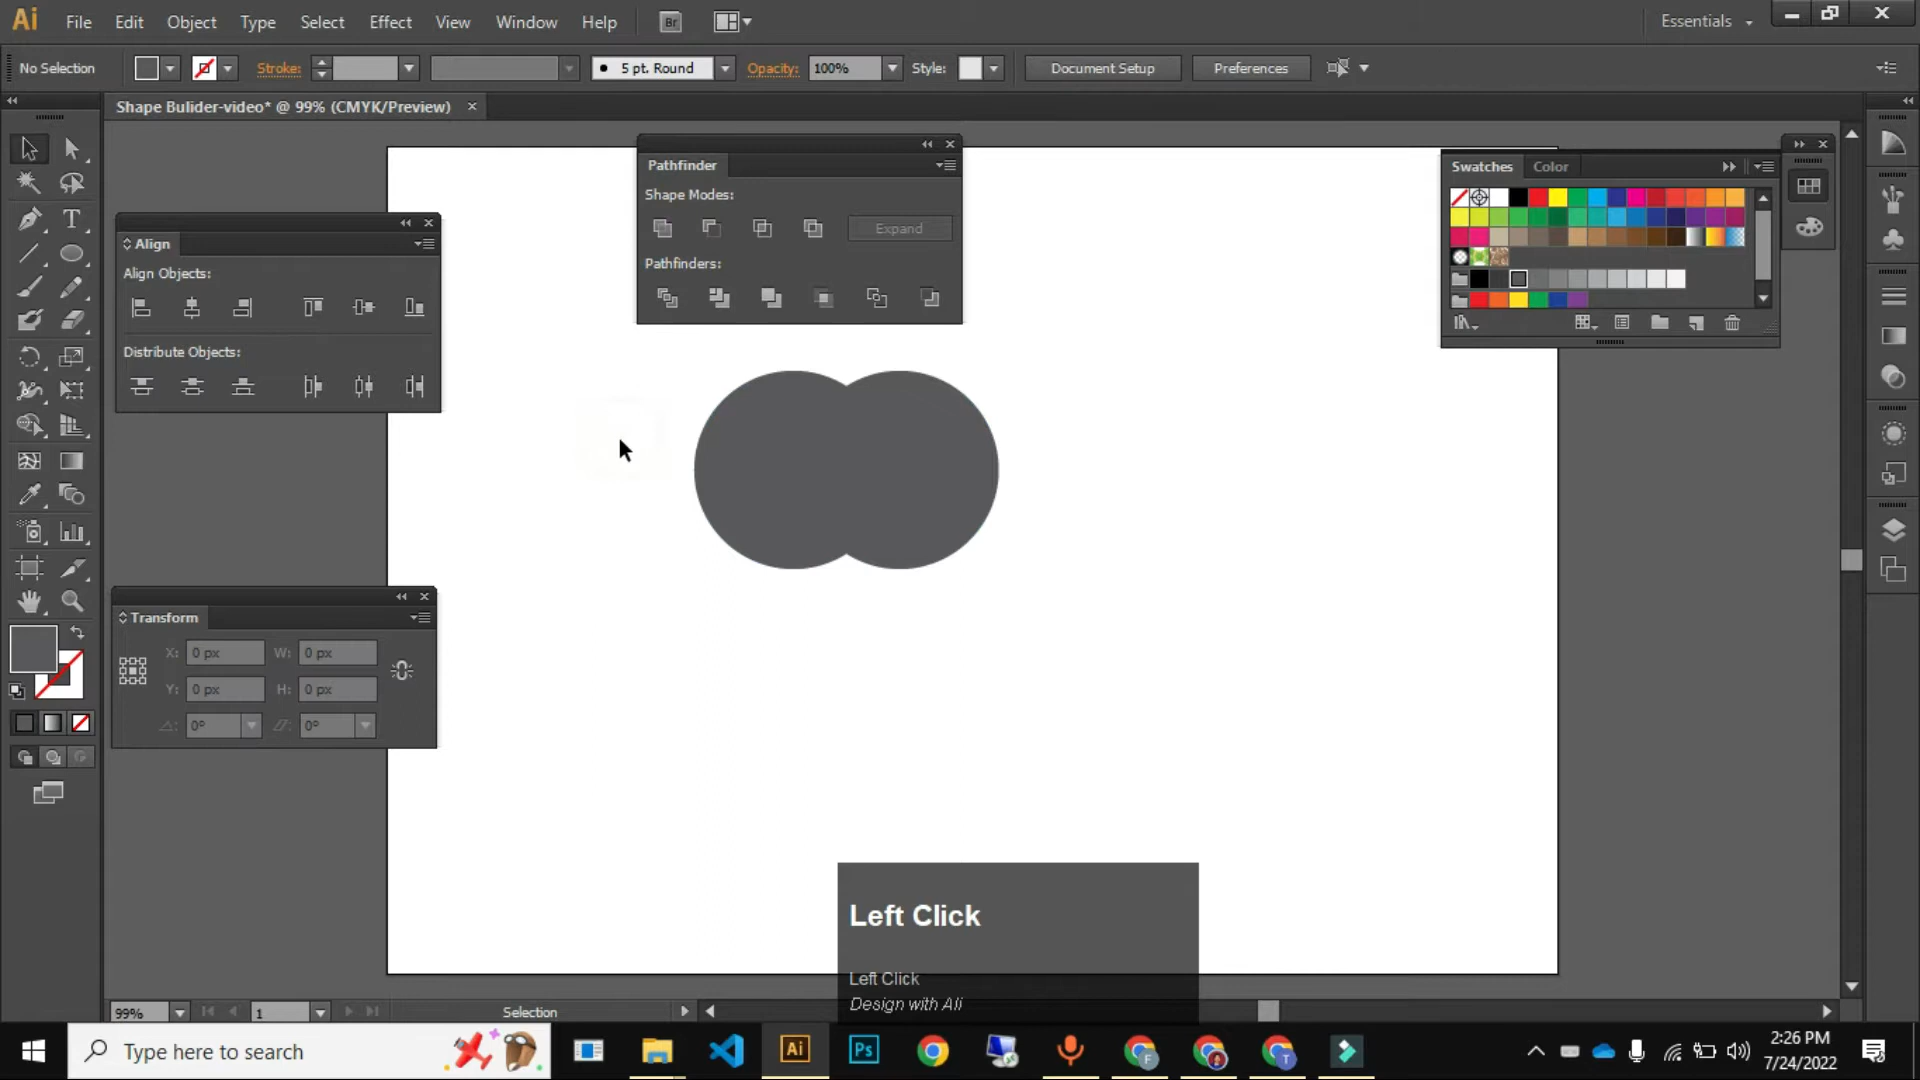 Ai File Edit Object Type Select Effect View Window Help Br Essentials
No Selection Stroke: 5 pt. Round Opacity: 100% Style: Document Setup Preferences
Shape Bulider-video* @ 99% (CMYK/Preview)
Pathfinder
Shape Modes:
Expand
Pathfinders:
Swatches Color
Align
Align Objects:
Distribute Objects:
T
Transform
X: 0 px W: 0 px
Y: 0 px H: 0 px
0° 0°
Left Click
Left Click
Design with Ali
99% 1 Selection
Type here to search
Ai Ps F T
2:26 PM
7/24/2022